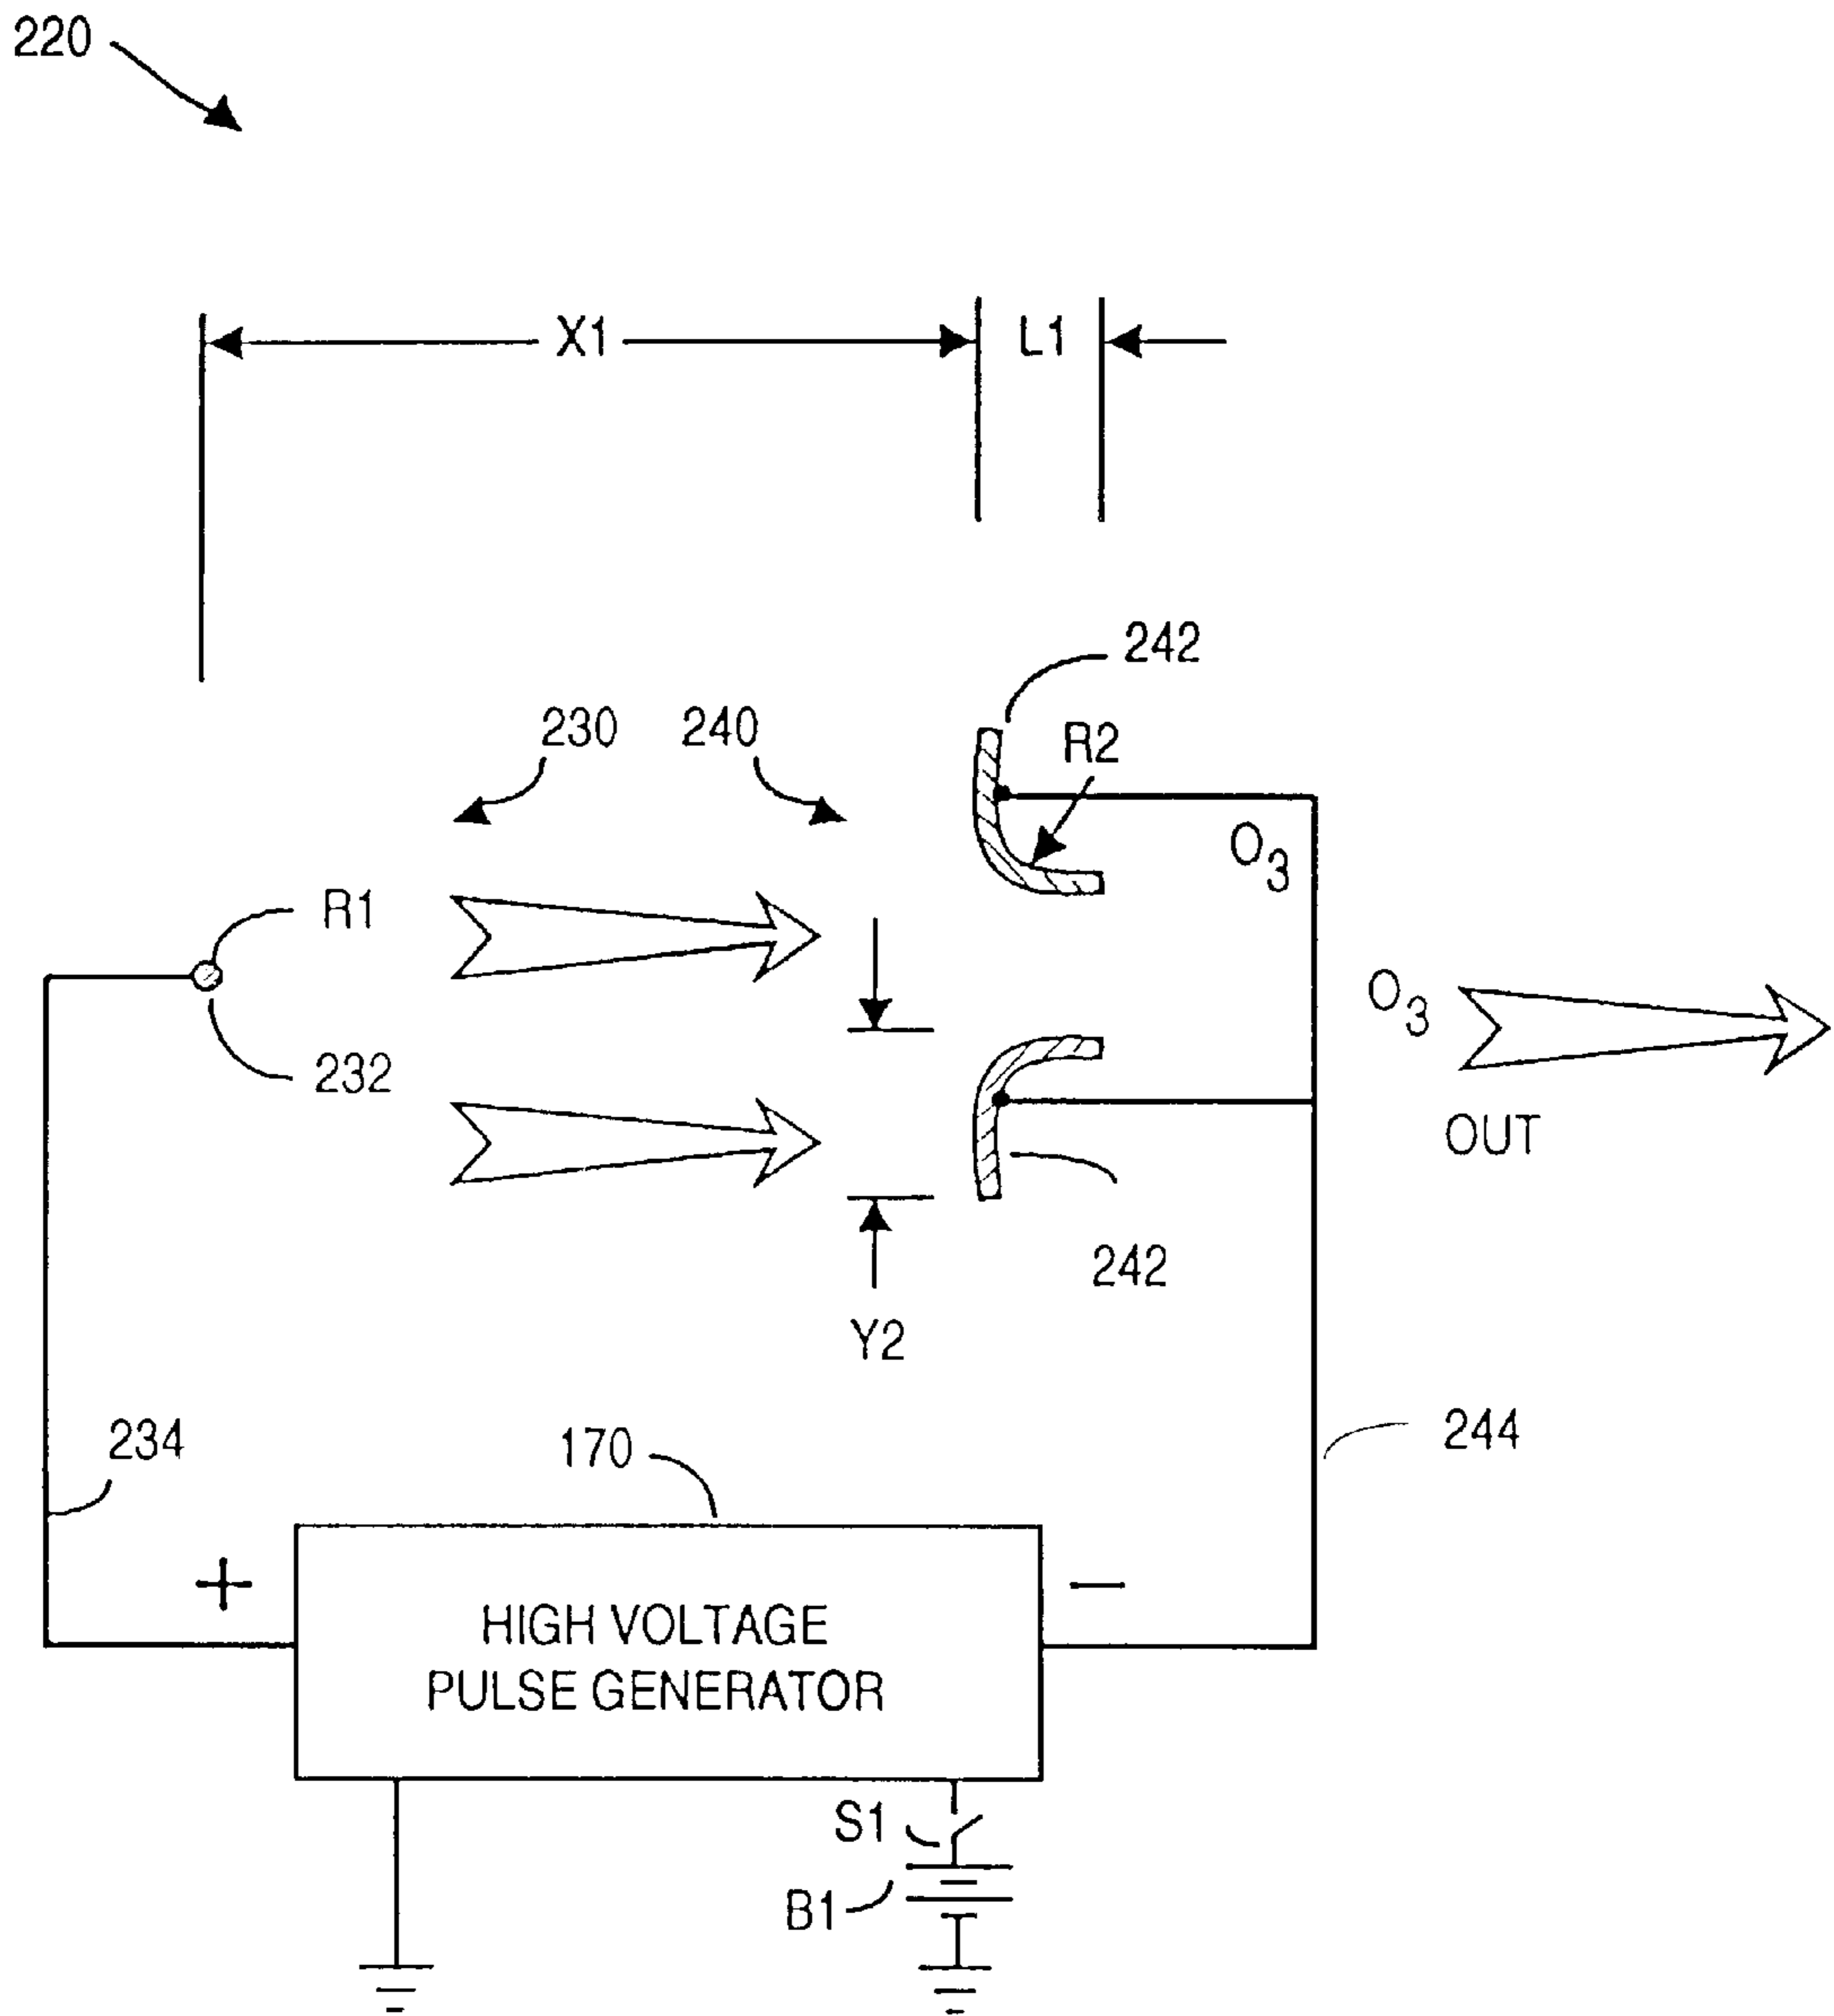 220
X1
L1
242
230
240
R2
O3
R1
O3
232
OUT
242
Y2
234
170
244
+
−
HIGH VOLTAGE
PULSE GENERATOR
S1
B1